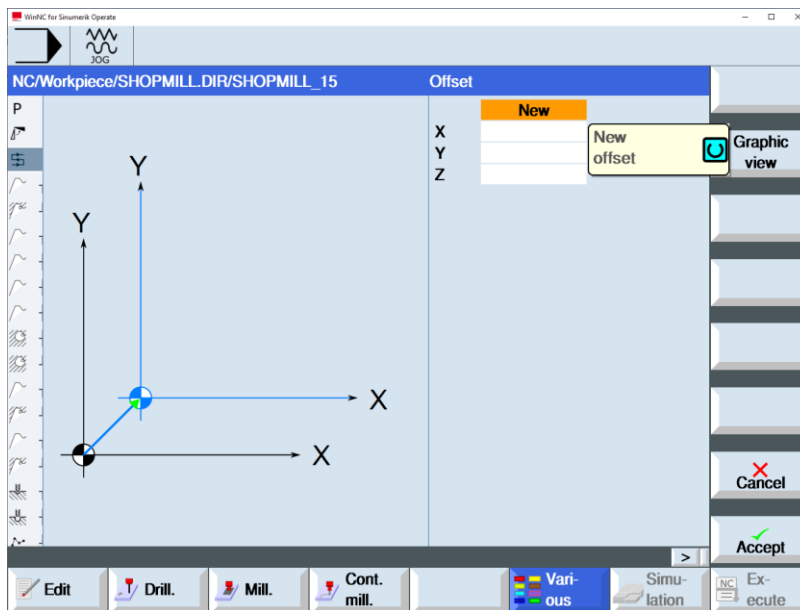 WinNC for Sinumerik Operate
JOG
NC/Workpiece/SHOPMILL.DIR/SHOPMILL_15
Offset
P
New
X
Y
Z
New
offset
Graphic
view
Y
Y
X
X
Cancel
Accept
>
Edit
Drill.
Mill.
Cont.
mill.
Vari-
ous
Simu-
lation
NC
Ex-
ecute